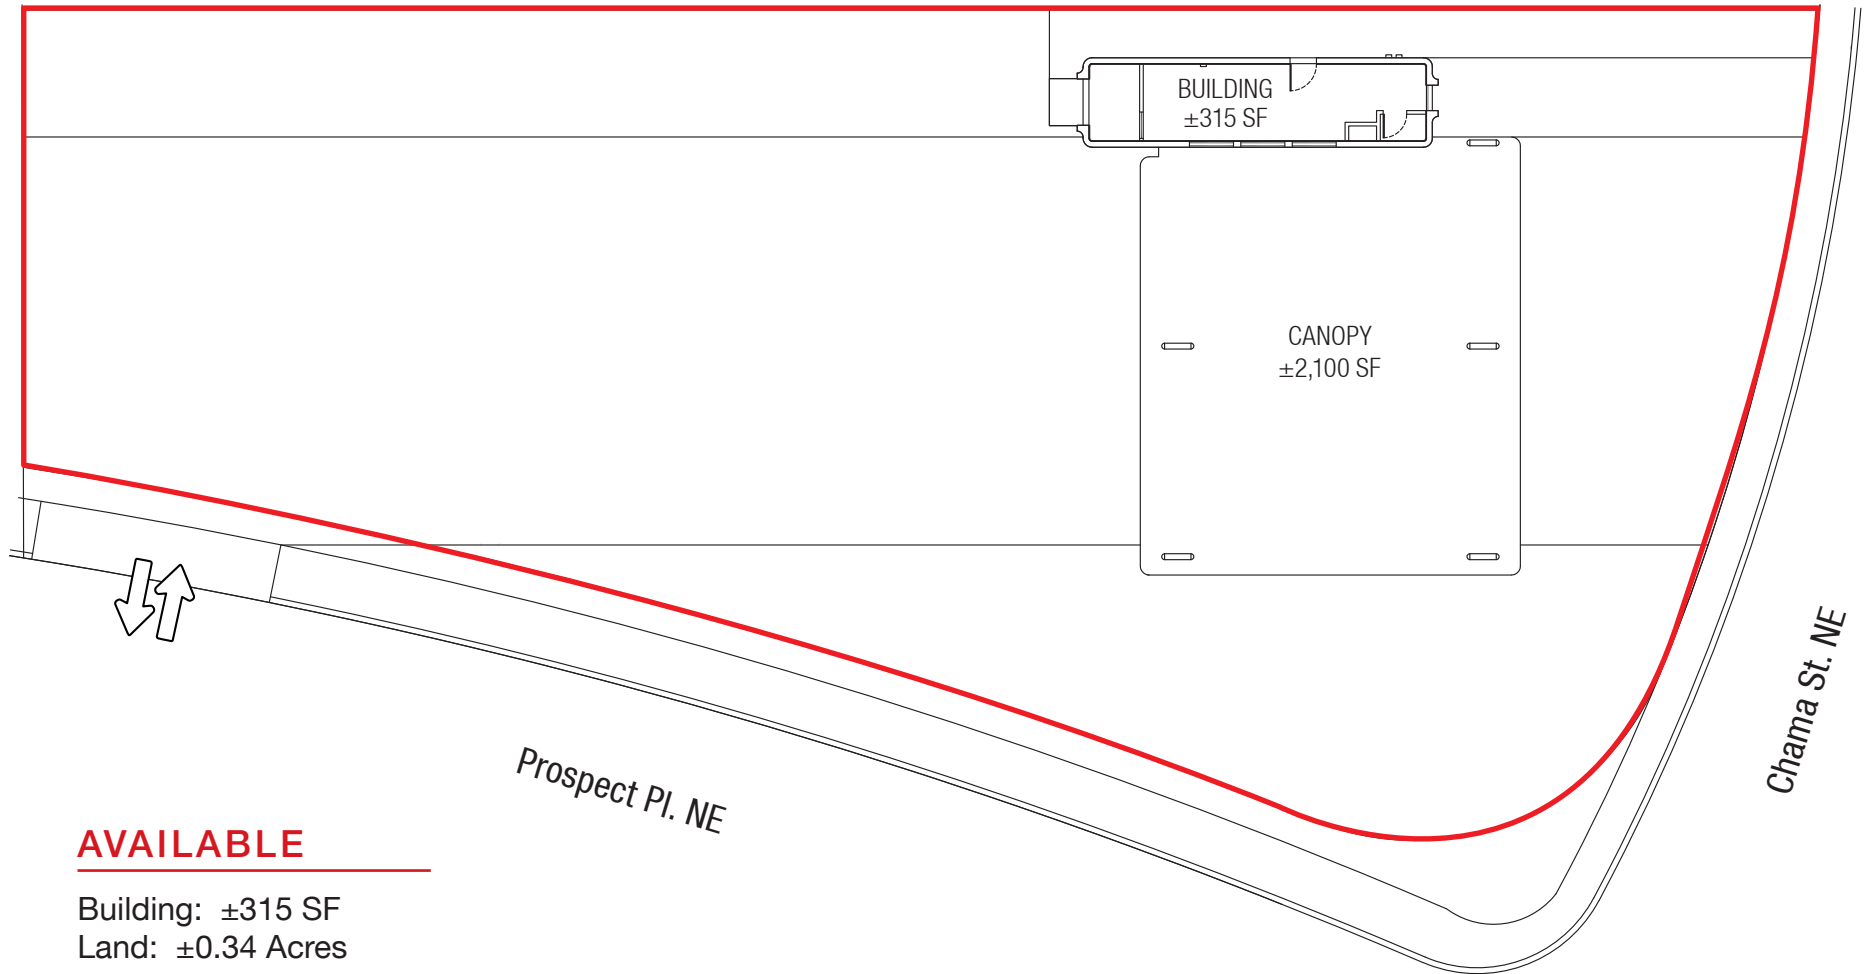 BUILDING
±315 SF
CANOPY
±2,100 SF
Chama St. NE
Prospect Pl. NE
AVAILABLE
Building: ±315 SF
Land: ±0.34 Acres